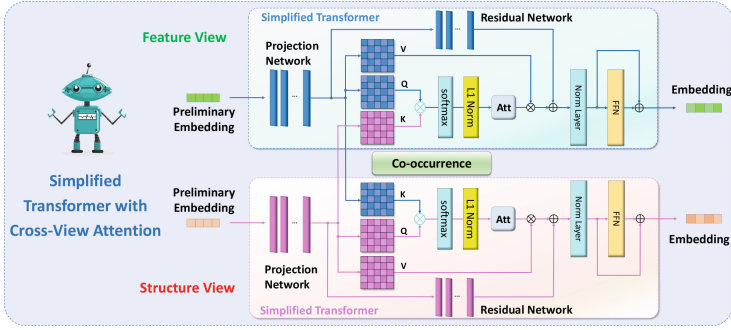 Simplified Transformer
Residual Network
Feature View
Projection
Network
...
...
V
Q
K
softmax
L1 Norm
Att
Norm Layer
FFN
Embedding
Preliminary
Embedding
Co-occurrence
Simplified
Transformer with
Cross-View Attention
Preliminary
Embedding
...
K
Q
V
softmax
L1 Norm
Att
Norm Layer
FFN
Embedding
Projection
Network
...
Residual Network
Structure View
Simplified Transformer